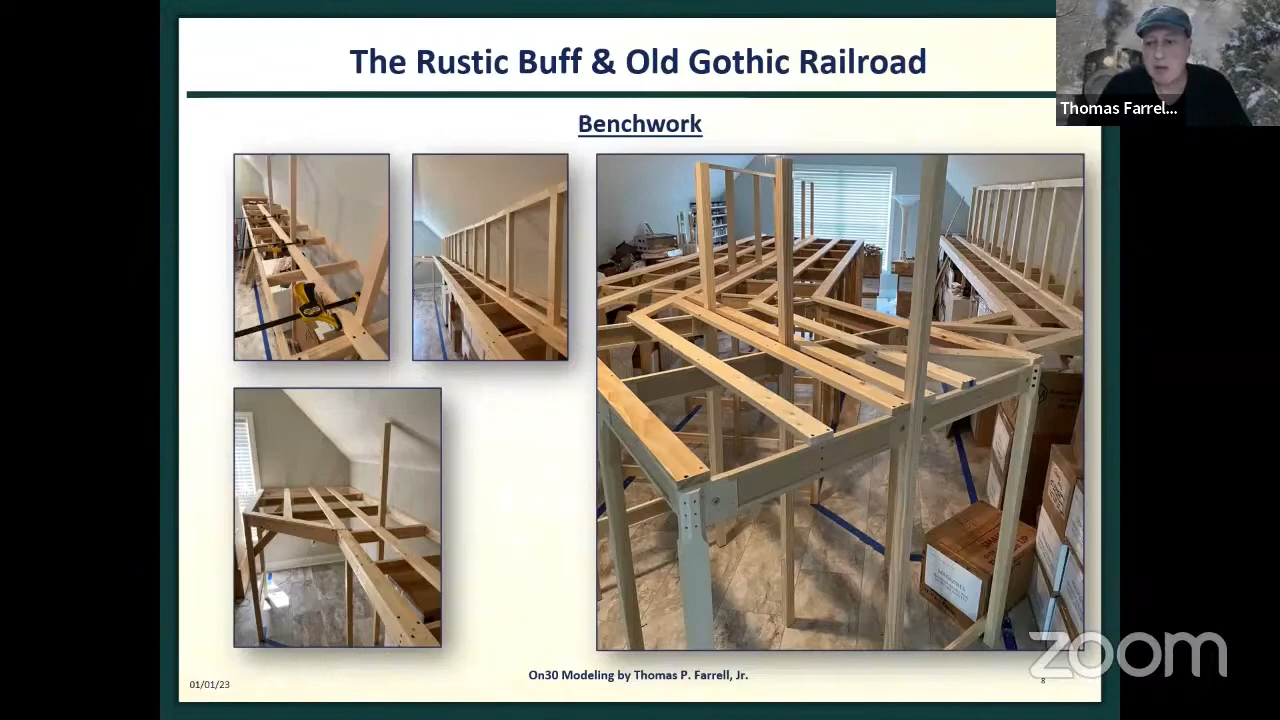 The Rustic Buff & Old Gothic Railroad
Thomas Farrel...
Benchwork
On30 Modeling by Thomas P. Farrell, Jr.
01/01/23
8
zoom